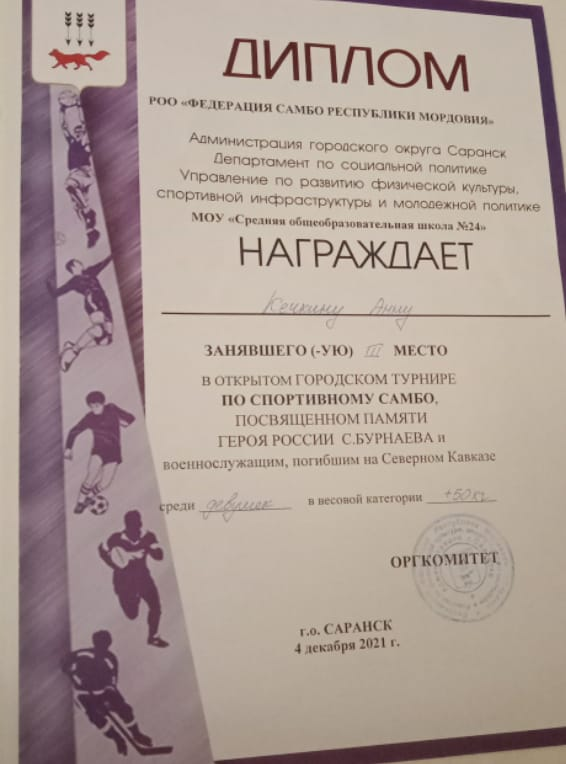 ДИПЛОМ
РОО «ФЕДЕРАЦИЯ САМБО РЕСПУБЛИКИ МОРДОВИЯ»
Администрация городского округа Саранск
Департамент по социальной политике
Управление по развитию физической культуры,
спортивной инфраструктуры и молодежной политике
МОУ «Средняя общеобразовательная школа №24»
НАГРАЖДАЕТ
Кечкину Анну
ЗАНЯВШЕГО (-УЮ) III МЕСТО
В ОТКРЫТОМ ГОРОДСКОМ ТУРНИРЕ
ПО СПОРТИВНОМУ САМБО,
ПОСВЯЩЕННОМ ПАМЯТИ
ГЕРОЯ РОССИИ С.БУРНАЕВА и
военнослужащим, погибшим на Северном Кавказе
среди девушек в весовой категории +50кг
ОРГКОМИТЕТ
г.о. САРАНСК
4 декабря 2021 г.